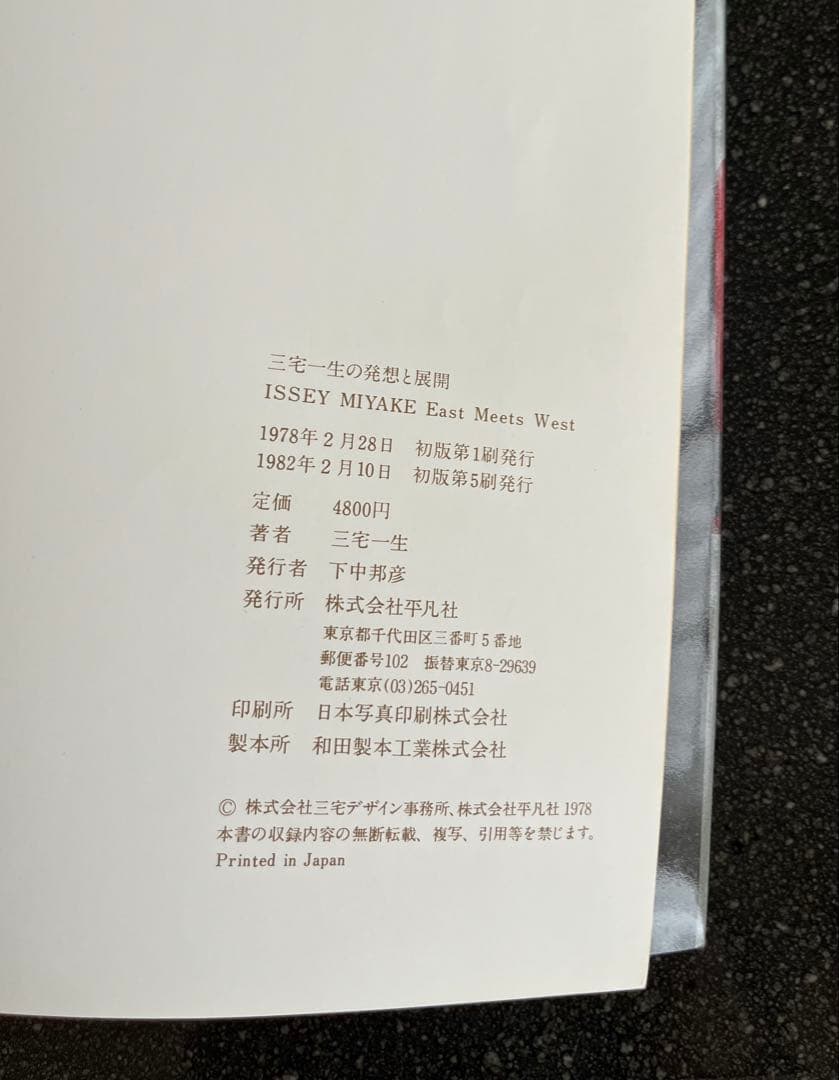 三宅一生の発想と展開
ISSEY MIYAKE East Meets West
1978年2月28日 初版第1刷発行
1982年2月10日 初版第5刷発行
定価 4800円
著者 三宅一生
発行者 下中邦彦
発行所 株式会社平凡社
東京都千代田区三番町5番地
郵便番号102 振替東京8-29639
電話東京(03)265-0451
印刷所 日本写真印刷株式会社
製本所 和田製本工業株式会社
© 株式会社三宅デザイン事務所、株式会社平凡社 1978
本書の収録内容の無断転載、複写、引用等を禁じます。
Printed in Japan